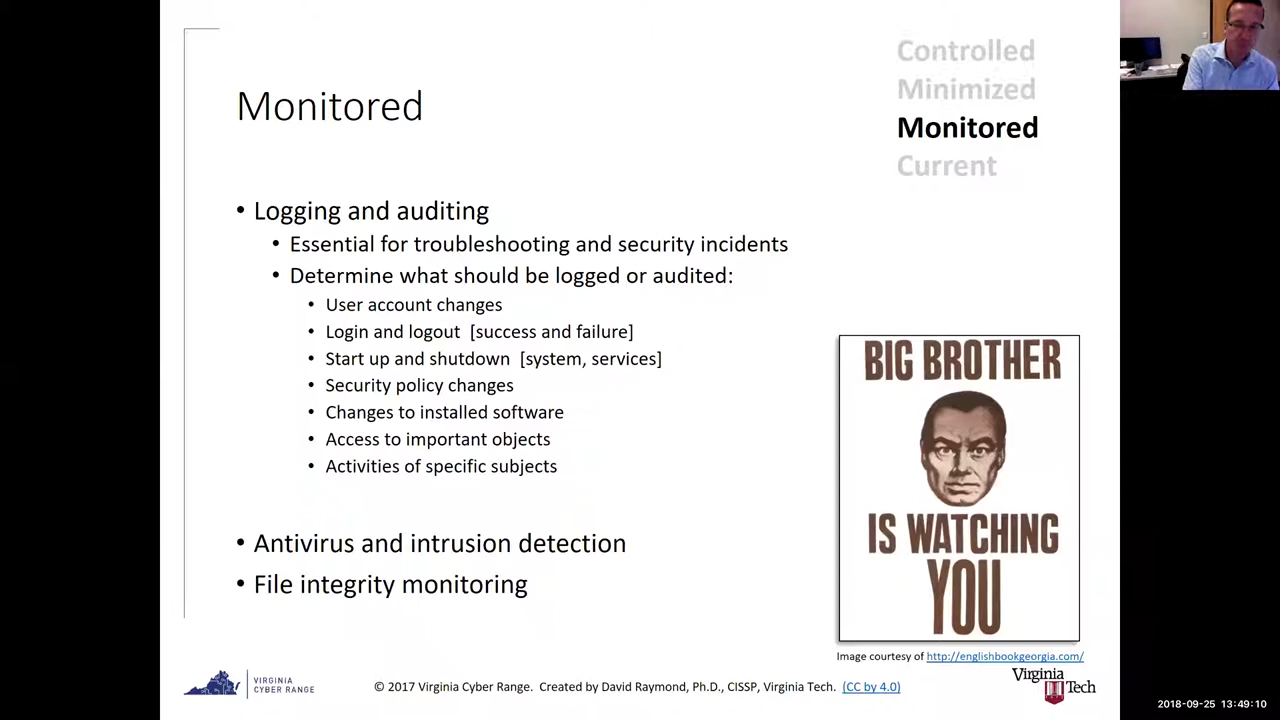 Controlled
Minimized
Monitored
Current
Monitored
• Logging and auditing
• Essential for troubleshooting and security incidents
• Determine what should be logged or audited:
• User account changes
• Login and logout [success and failure]
• Start up and shutdown [system, services]
• Security policy changes
• Changes to installed software
• Access to important objects
• Activities of specific subjects
• Antivirus and intrusion detection
• File integrity monitoring
BIG BROTHER
IS WATCHING
YOU
Image courtesy of http://englishbookgeorgia.com/
VIRGINIA
CYBER RANGE
© 2017 Virginia Cyber Range. Created by David Raymond, Ph.D., CISSP, Virginia Tech. (CC by 4.0)
Virginia
Tech
2018-09-25 13:49:10